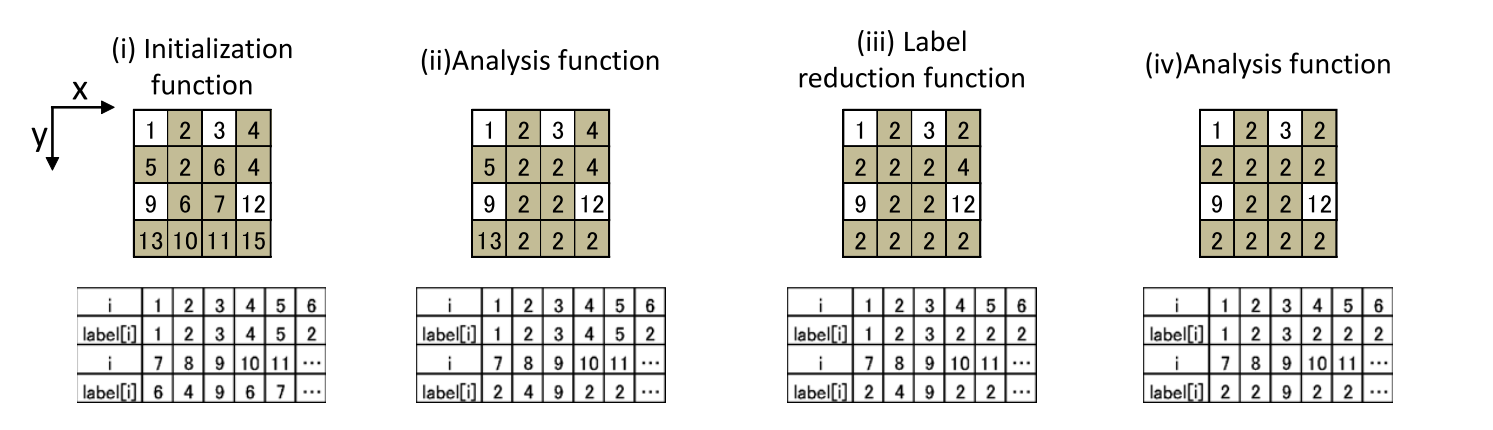 (i) Initialization
function
x
y
1 2 3 4
5 2 6 4
9 6 7 12
13 10 11 15
i 1 2 3 4 5 6
label[i] 1 2 3 4 5 2
i 7 8 9 10 11 ⋯
label[i] 6 4 9 6 7 ⋯
(ii)Analysis function
1 2 3 4
5 2 2 4
9 2 2 12
13 2 2 2
i 1 2 3 4 5 6
label[i] 1 2 3 4 5 2
i 7 8 9 10 11 ⋯
label[i] 2 4 9 2 2 ⋯
(iii) Label
reduction function
1 2 3 2
2 2 2 4
9 2 2 12
2 2 2 2
i 1 2 3 4 5 6
label[i] 1 2 3 2 2 2
i 7 8 9 10 11 ⋯
label[i] 2 4 9 2 2 ⋯
(iv)Analysis function
1 2 3 2
2 2 2 2
9 2 2 12
2 2 2 2
i 1 2 3 4 5 6
label[i] 1 2 3 2 2 2
i 7 8 9 10 11 ⋯
label[i] 2 2 9 2 2 ⋯